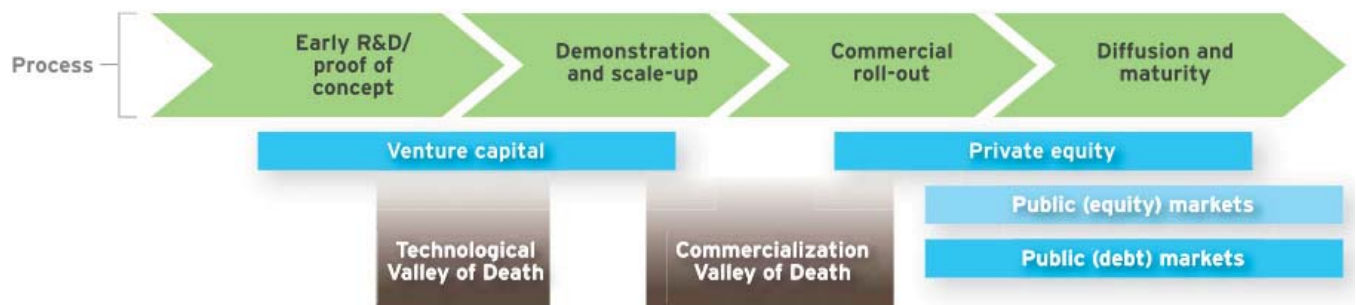 Process
Early R&D/
proof of
concept
Demonstration
and scale-up
Commercial
roll-out
Diffusion and
maturity
Venture capital
Private equity
Public (equity) markets
Technological
Valley of Death
Commercialization
Valley of Death
Public (debt) markets